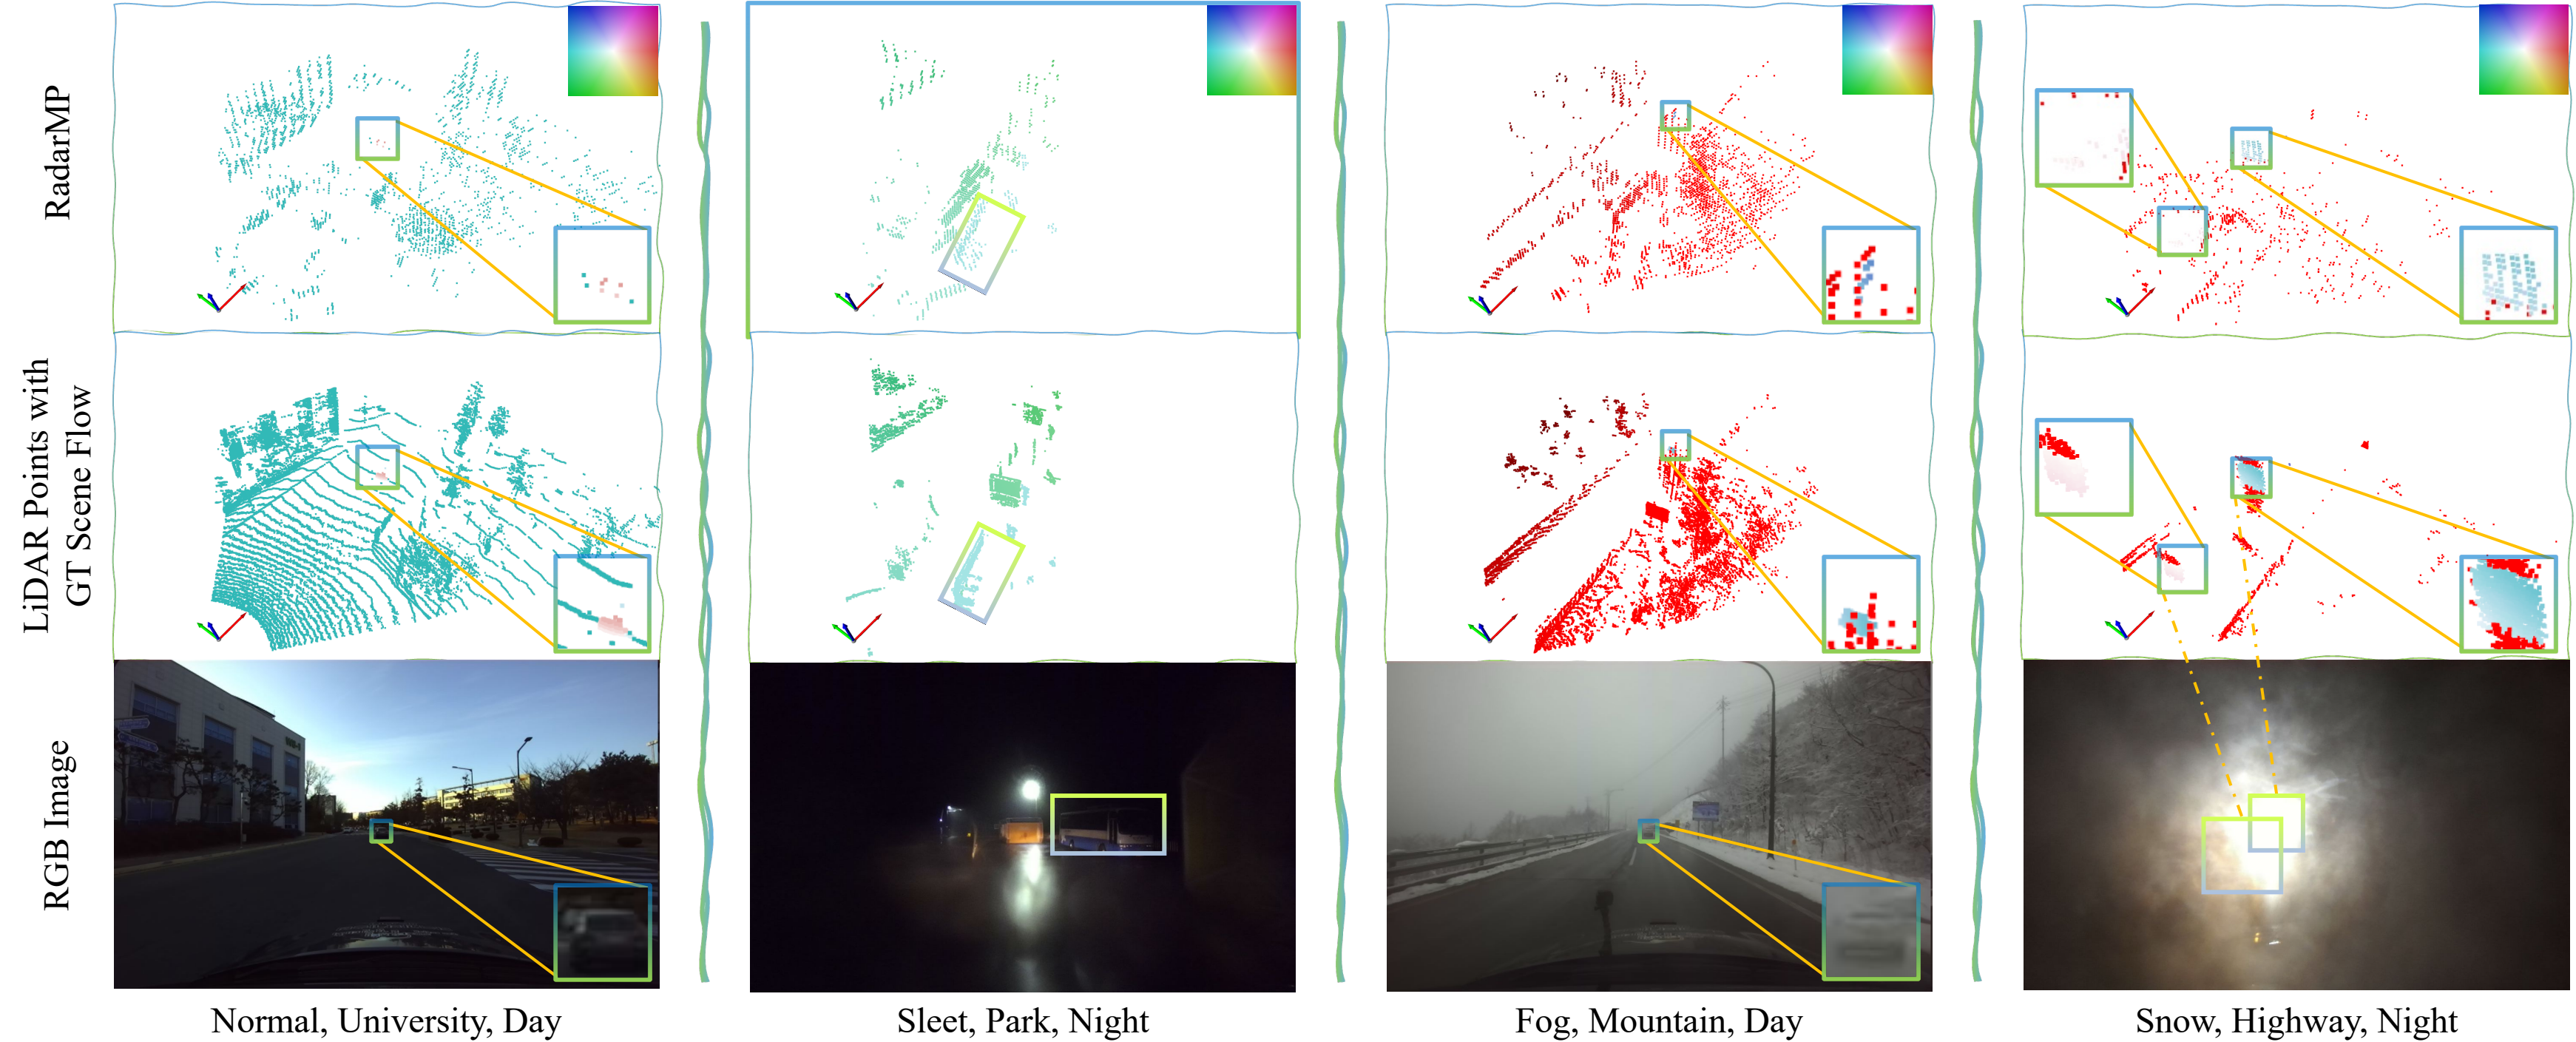 RadarMP
LiDAR Points with
GT Scene Flow
RGB Image
Normal, University, Day
Sleet, Park, Night
Fog, Mountain, Day
Snow, Highway, Night